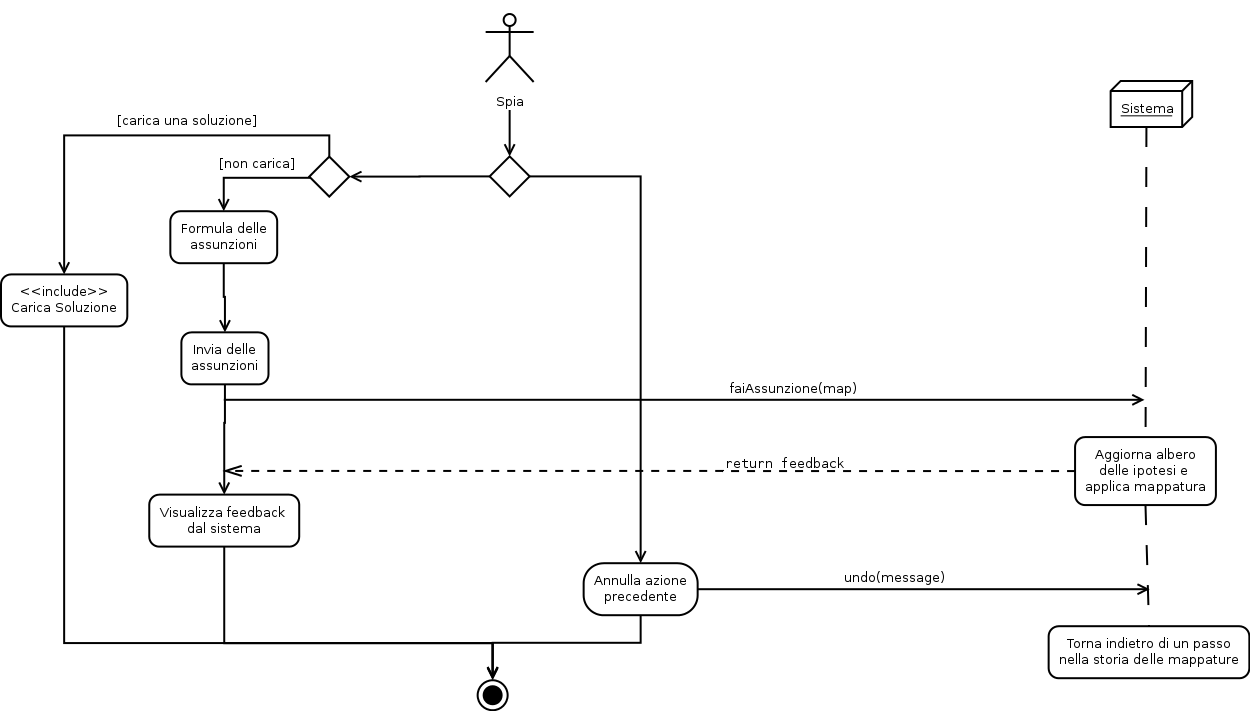 Spia
Sistema
[carica una soluzione]
[non carica]
Formula delle
assunzioni
<<include>>
Carica Soluzione
Invia delle
assunzioni
faiAssunzione(map)
return feedback
Aggiorna albero
delle ipotesi e
applica mappatura
Visualizza feedback
dal sistema
Annulla azione
precedente
undo(message)
Torna indietro di un passo
nella storia delle mappature